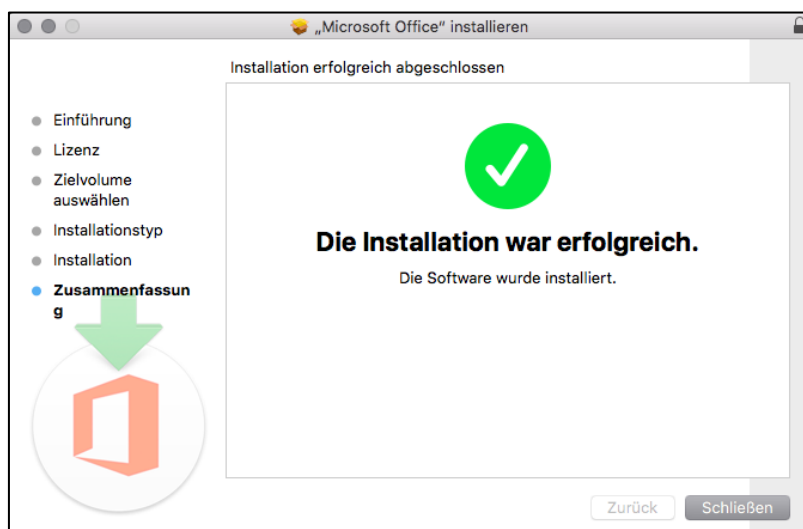 „Microsoft Office“ installieren
Installation erfolgreich abgeschlossen
Einführung
Lizenz
Zielvolume
auswählen
Installationstyp
Installation
Zusammenfassun
g
Die Installation war erfolgreich.
Die Software wurde installiert.
Zurück
Schließen